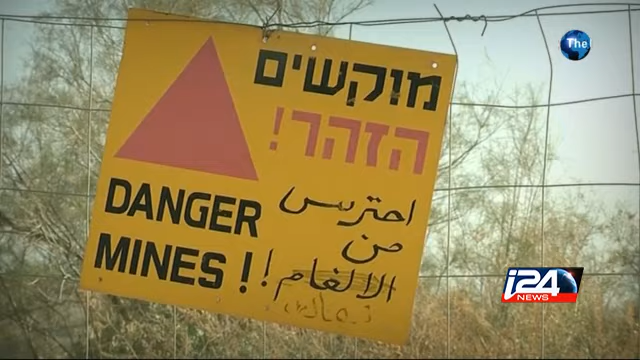 מוקשים
הזהר!
DANGER
MINES!
احترس
من
الالغام!!
The
i24
NEWS